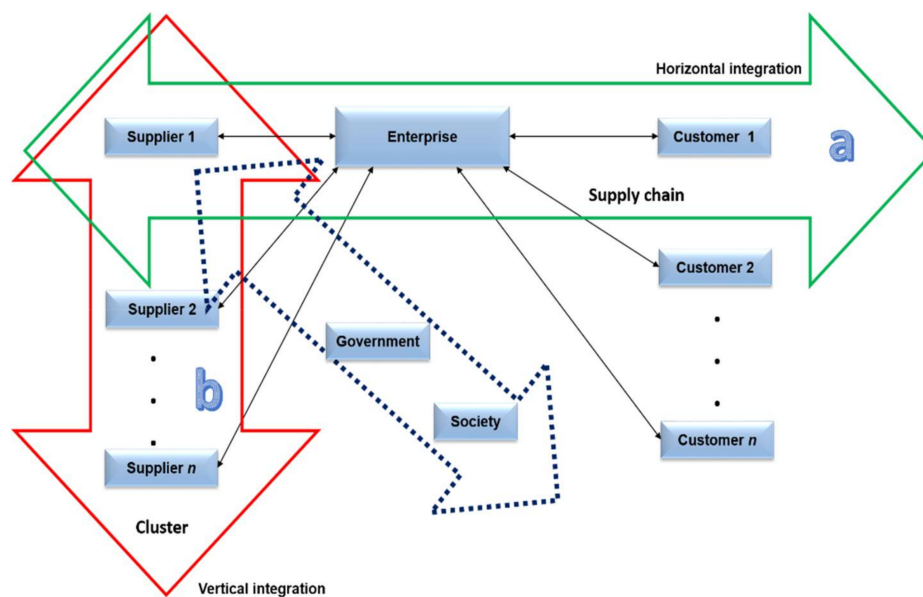 Horizontal integration
Supplier 1
Enterprise
Customer 1
a
Supply chain
Customer 2
Supplier 2
Government
b
Society
Customer n
Supplier n
Cluster
Vertical integration